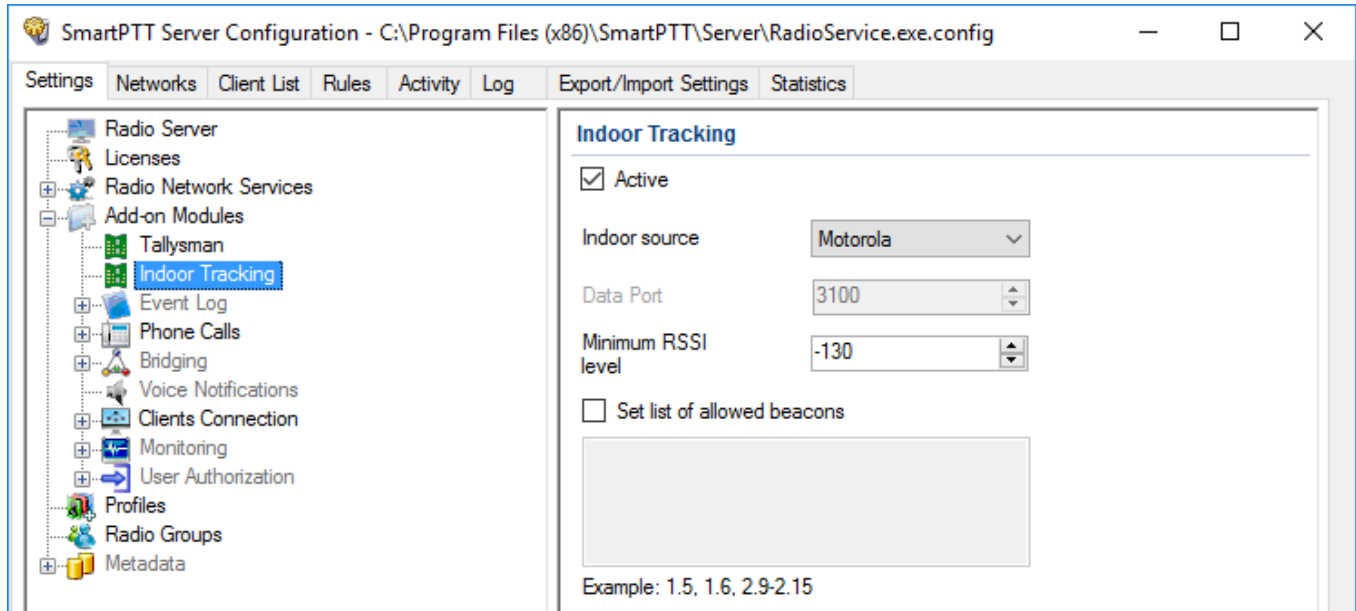 SmartPTT Server Configuration - C:\Program Files (x86)\SmartPTT\Server\RadioService.exe.config
Settings Networks Client List Rules Activity Log Export/Import Settings Statistics
Radio Server
Licenses
Radio Network Services
Add-on Modules
Tallysman
Indoor Tracking
Event Log
Phone Calls
Bridging
Voice Notifications
Clients Connection
Monitoring
User Authorization
Profiles
Radio Groups
Metadata
Indoor Tracking
Active
Indoor source Motorola
Data Port 3100
Minimum RSSI
level
-130
Set list of allowed beacons
Example: 1.5, 1.6, 2.9-2.15